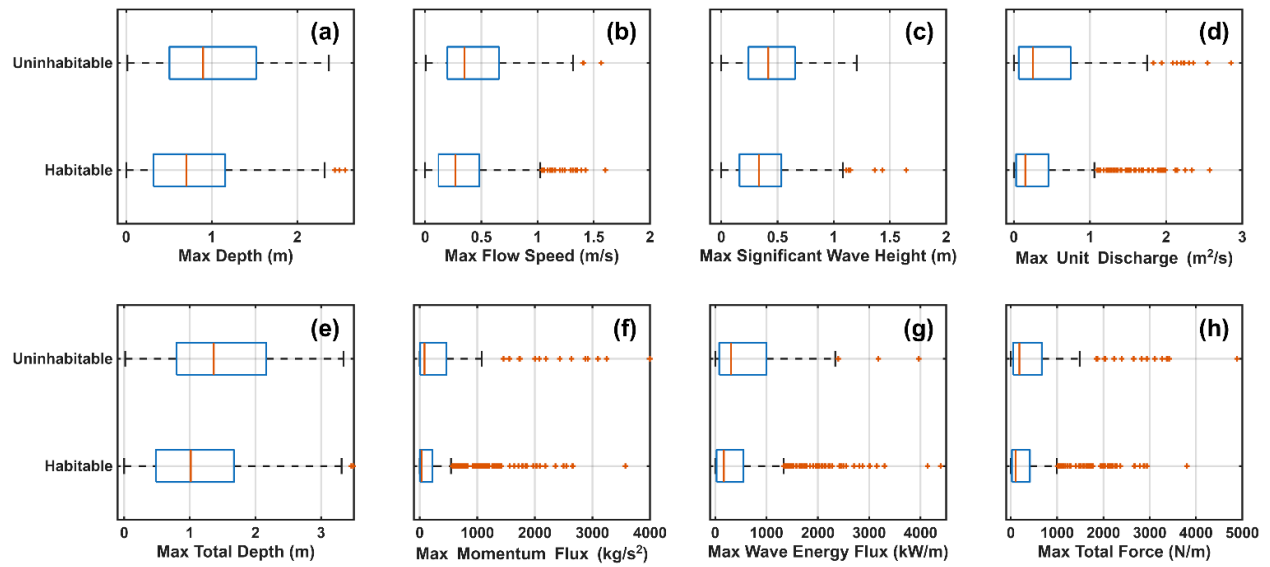 (a)
(b)
(c)
(d)
Uninhabitable
Habitable
0 1 2
0 0.5 1 1.5 2
0 0.5 1 1.5 2
0 1 2 3
Max Depth (m)
Max Flow Speed (m/s)
Max Significant Wave Height (m)
Max Unit Discharge (m²/s)
(e)
(f)
(g)
(h)
Uninhabitable
Habitable
0 1 2 3
0 1000 2000 3000 4000
0 1000 2000 3000 4000
0 1000 2000 3000 4000 5000
Max Total Depth (m)
Max Momentum Flux (kg/s²)
Max Wave Energy Flux (kW/m)
Max Total Force (N/m)